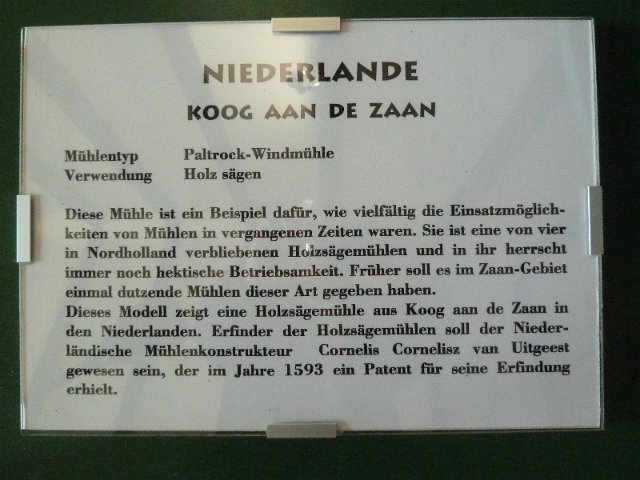 NIEDERLANDE
KOOG AAN DE ZAAN
Mühlentyp Paltrock-Windmühle
Verwendung Holz sägen
Diese Mühle ist ein Beispiel dafür, wie vielfältig die Einsatzmöglich-
keiten von Mühlen in vergangenen Zeiten waren. Sie ist eine von vier
in Nordholland verbliebenen Holzsägemühlen und in ihr herrscht
immer noch hektische Betriebsamkeit. Früher soll es im Zaan-Gebiet
einmal dutzende Mühlen dieser Art gegeben haben.
Dieses Modell zeigt eine Holzsägemühle aus Koog aan de Zaan in
den Niederlanden. Erfinder der Holzsägemühlen soll der Nieder-
ländische Mühlenkonstrukteur Cornelis Cornelisz van Uitgeest
gewesen sein, der im Jahre 1593 ein Patent für seine Erfindung
erhielt.